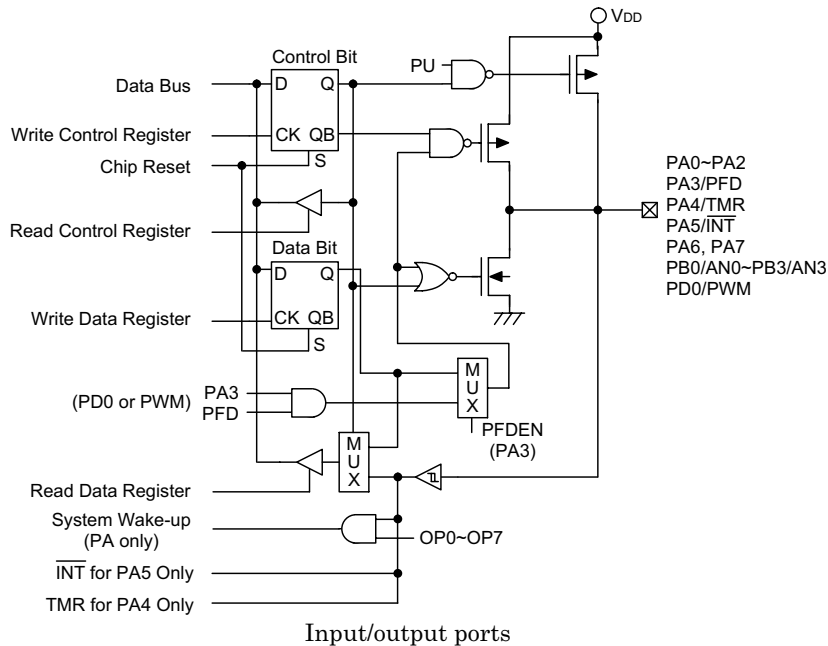 VDD
Control Bit
PU
Data Bus
D
Q
Write Control Register
CK
QB
Chip Reset
S
PA0~PA2
PA3/PFD
PA4/TMR
PA5/INT
PA6, PA7
PB0/AN0~PB3/AN3
PD0/PWM
Read Control Register
Data Bit
D
Q
Write Data Register
CK
QB
S
(PD0 or PWM)
PA3
PFD
MUX
PFDEN
(PA3)
MUX
Read Data Register
System Wake-up
(PA only)
OP0~OP7
INT for PA5 Only
TMR for PA4 Only
Input/output ports